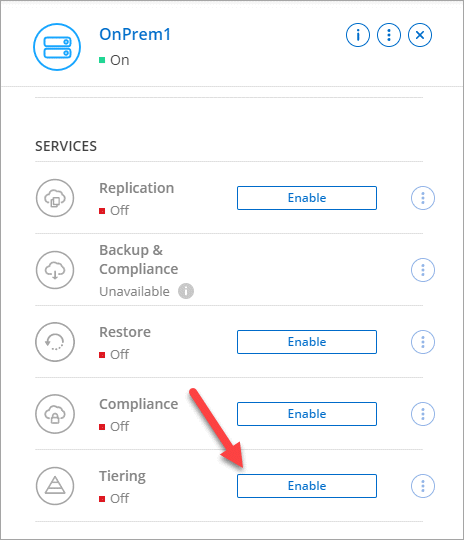 OnPrem1
On
SERVICES
Replication
Off
Enable
Backup &
Compliance
Unavailable
Restore
Off
Enable
Compliance
Off
Enable
Tiering
Off
Enable